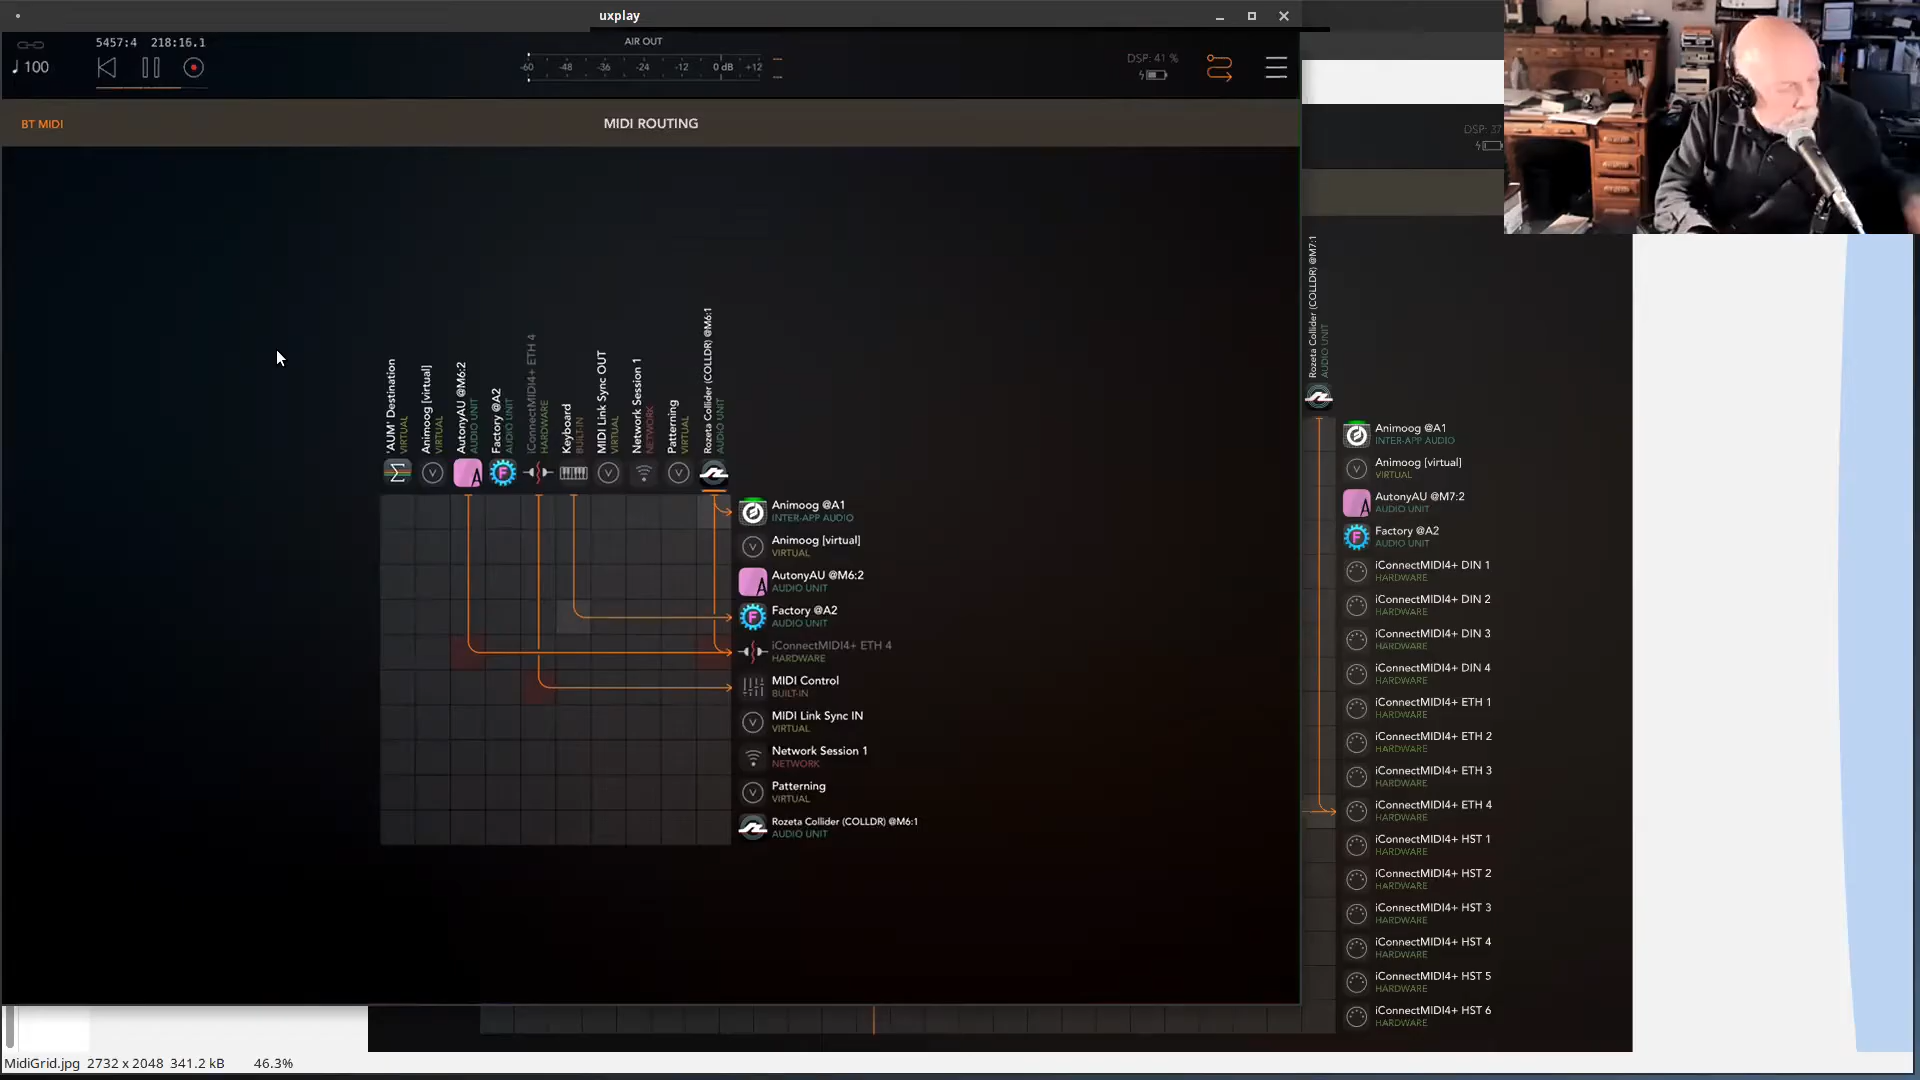 uxplay
5457:4 218:16.1
100
AIR OUT
-60 -48 -36 -24 -12 0 dB +12
DSP: 41 %
BT MIDI
MIDI ROUTING
DSP: 37
'AUM' Destination
VIRTUAL
Animoog [virtual]
VIRTUAL
AutonyAU @M6:2
AUDIO UNIT
Factory @A2
AUDIO UNIT
iConnectMIDI4+ ETH 4
HARDWARE
Keyboard
BUILT-IN
MIDI Link Sync OUT
VIRTUAL
Network Session 1
NETWORK
Patterning
VIRTUAL
Rozeta Collider (COLLDR) @M6:1
AUDIO UNIT
Animoog @A1
INTER-APP AUDIO
Animoog [virtual]
VIRTUAL
AutonyAU @M6:2
AUDIO UNIT
Factory @A2
AUDIO UNIT
iConnectMIDI4+ ETH 4
HARDWARE
MIDI Control
BUILT-IN
MIDI Link Sync IN
VIRTUAL
Network Session 1
NETWORK
Patterning
VIRTUAL
Rozeta Collider (COLLDR) @M6:1
AUDIO UNIT
Rozeta Collider (COLLDR) @M7:1
AUDIO UNIT
Animoog @A1
INTER-APP AUDIO
Animoog [virtual]
VIRTUAL
AutonyAU @M7:2
AUDIO UNIT
Factory @A2
AUDIO UNIT
iConnectMIDI4+ DIN 1
HARDWARE
iConnectMIDI4+ DIN 2
HARDWARE
iConnectMIDI4+ DIN 3
HARDWARE
iConnectMIDI4+ DIN 4
HARDWARE
iConnectMIDI4+ ETH 1
HARDWARE
iConnectMIDI4+ ETH 2
HARDWARE
iConnectMIDI4+ ETH 3
HARDWARE
iConnectMIDI4+ ETH 4
HARDWARE
iConnectMIDI4+ HST 1
HARDWARE
iConnectMIDI4+ HST 2
HARDWARE
iConnectMIDI4+ HST 3
HARDWARE
iConnectMIDI4+ HST 4
HARDWARE
iConnectMIDI4+ HST 5
HARDWARE
iConnectMIDI4+ HST 6
HARDWARE
MidiGrid.jpg 2732 x 2048 341.2 kB 46.3%